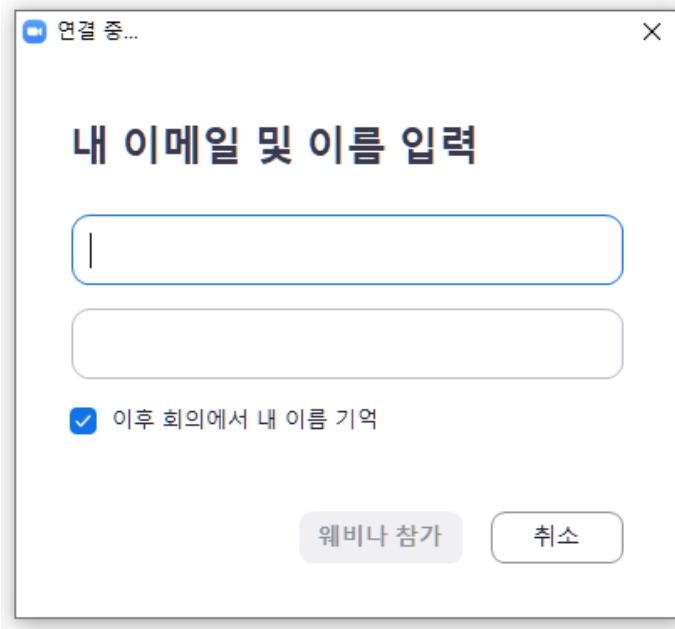 연결 중...
내 이메일 및 이름 입력
이후 회의에서 내 이름 기억
웨비나 참가
취소